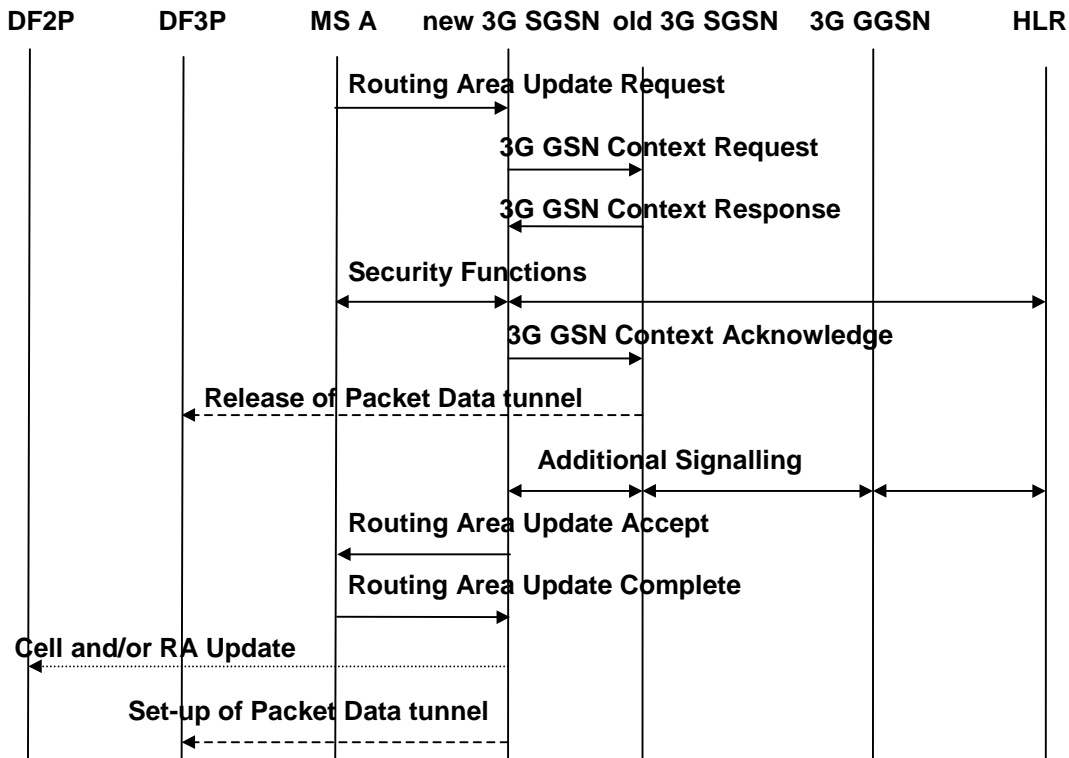 DF2P DF3P MS A new 3G SGSN old 3G SGSN 3G GGSN HLR
Routing Area Update Request
3G GSN Context Request
3G GSN Context Response
Security Functions
3G GSN Context Acknowledge
Release of Packet Data tunnel
Additional Signalling
Routing Area Update Accept
Routing Area Update Complete
Cell and/or RA Update
Set-up of Packet Data tunnel